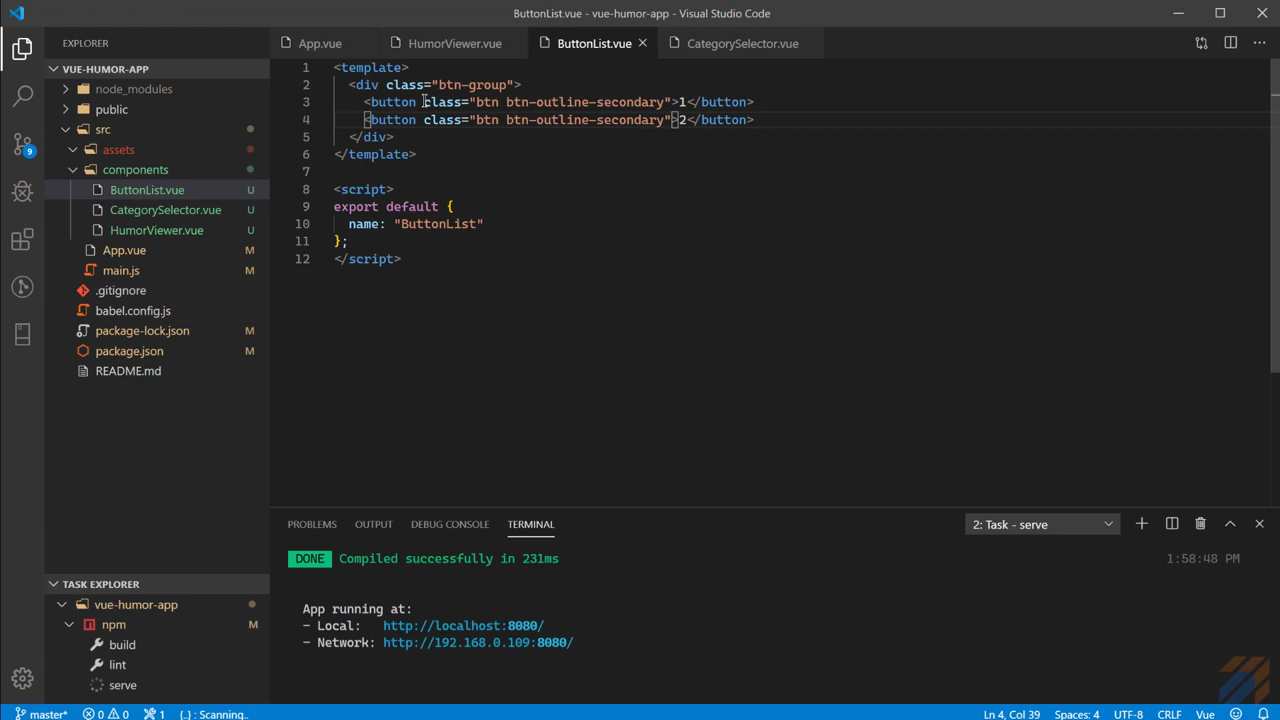 ButtonList.vue - vue-humor-app - Visual Studio Code
EXPLORER
VUE-HUMOR-APP
node_modules
public
src
assets
components
ButtonList.vue U
CategorySelector.vue U
HumorViewer.vue U
App.vue M
main.js M
.gitignore
babel.config.js
package-lock.json M
package.json M
README.md
TASK EXPLORER
vue-humor-app
npm M
build
lint
serve
9
App.vue HumorViewer.vue ButtonList.vue CategorySelector.vue
1 <template>
2 <div class="btn-group">
3 <button class="btn btn-outline-secondary">1</button>
4 <button class="btn btn-outline-secondary">2</button>
5 </div>
6 </template>
7
8 <script>
9 export default {
10 name: "ButtonList"
11 };
12 </script>
PROBLEMS OUTPUT DEBUG CONSOLE TERMINAL 2: Task - serve
DONE Compiled successfully in 231ms 1:58:48 PM
App running at:
- Local: http://localhost:8080/
- Network: http://192.168.0.109:8080/
master* 0 0 1 {..} : Scanning.. Ln 4, Col 39 Spaces: 4 UTF-8 CRLF Vue